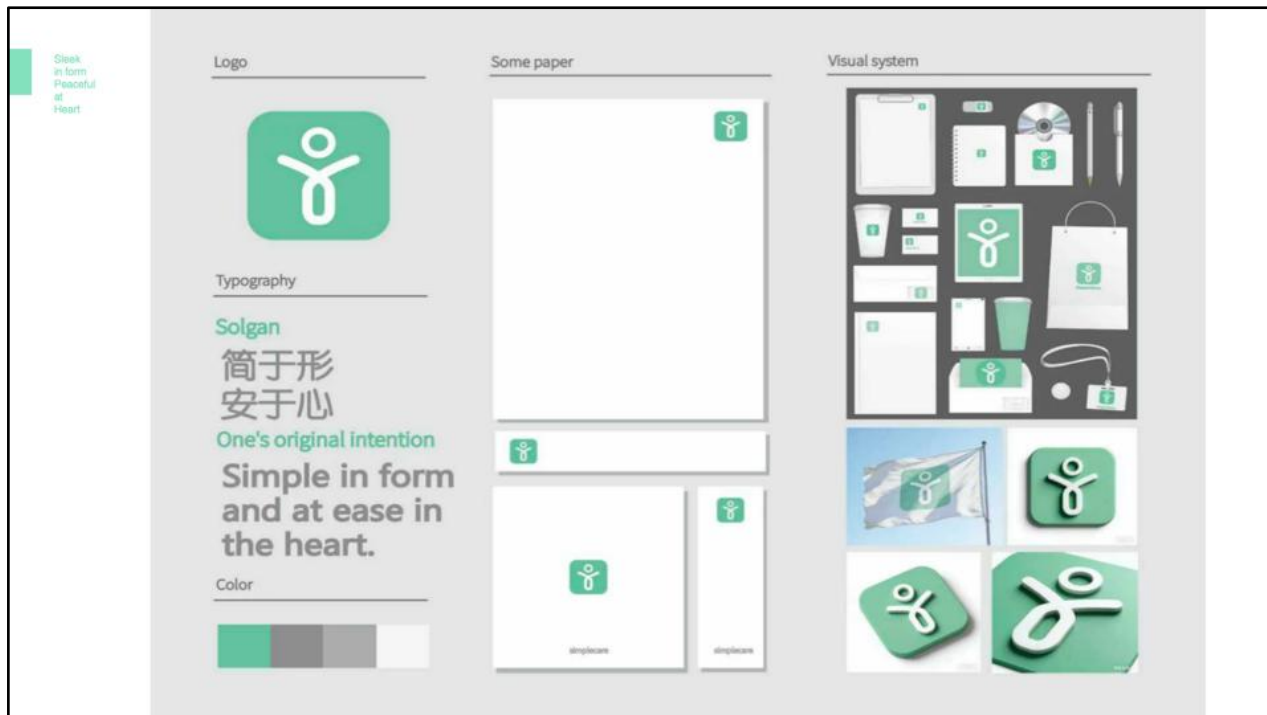 Sleek
in form
Peaceful
at
Heart
Logo
Typography
Solgan
简于形
安于心
One's original intention
Simple in form
and at ease in
the heart.
Color
Some paper
simplecare
simplecare
Visual system